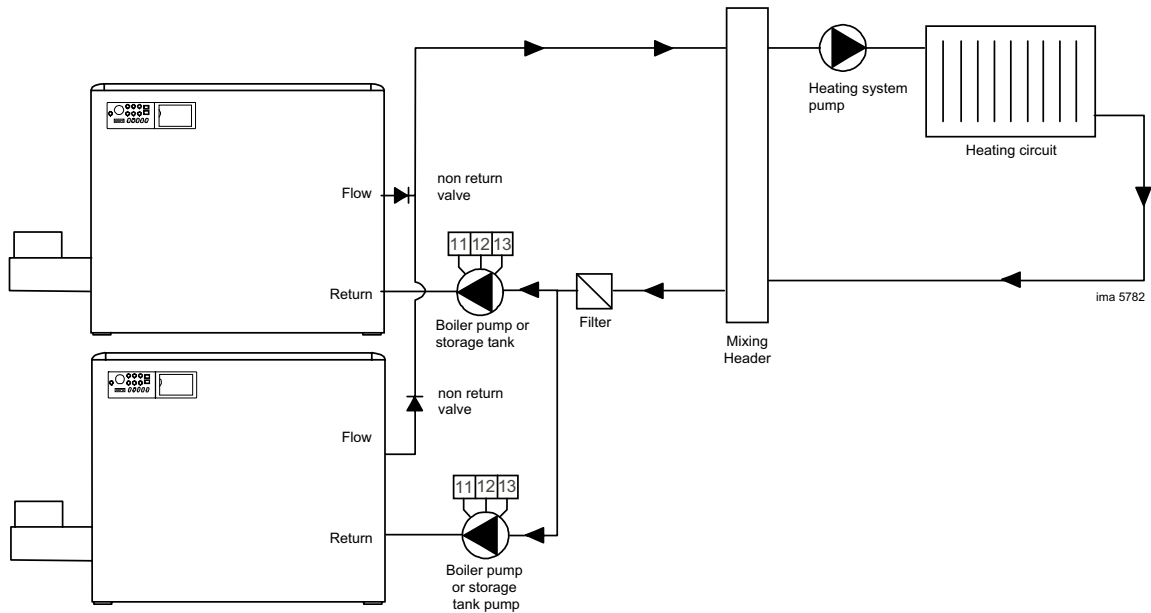 Heating system
pump
Heating circuit
Flow
non return
valve
11 12 13
Return
ima 5782
Boiler pump or
storage tank
Filter
Mixing
Header
non return
valve
Flow
11 12 13
Return
Boiler pump
or storage
tank pump